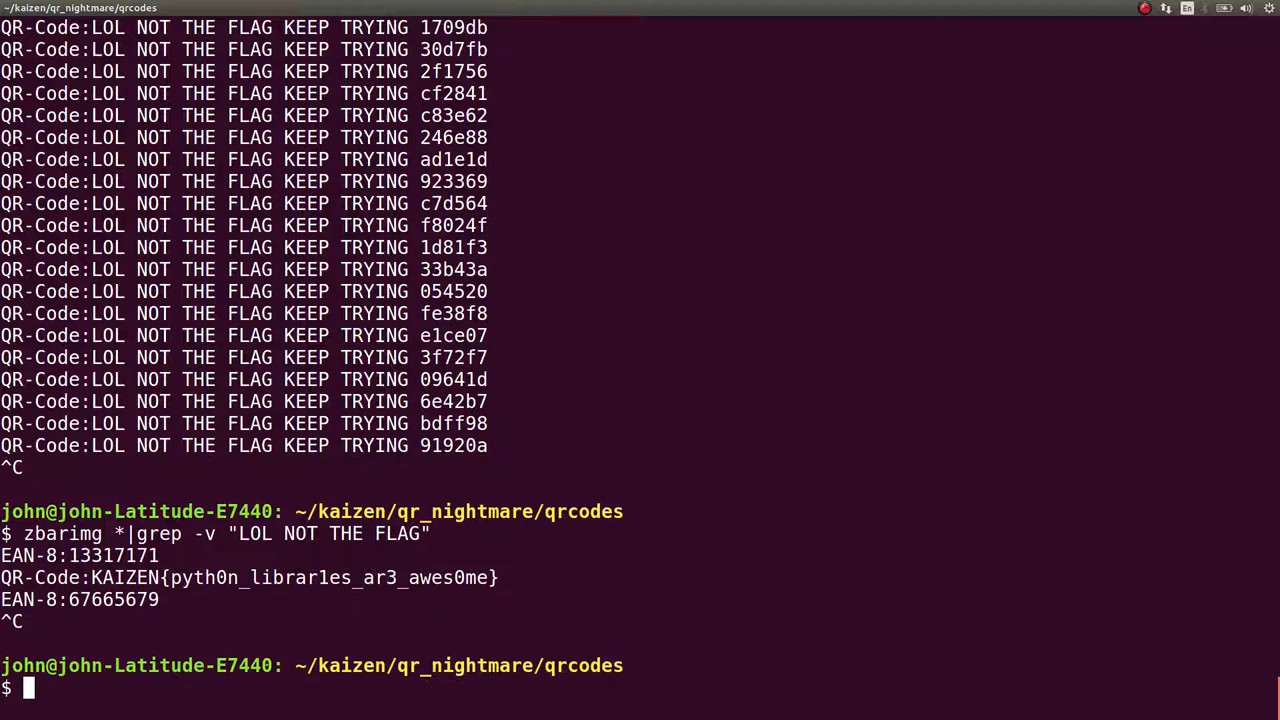 ~/kaizen/qr_nightmare/qrcodes
En
QR-Code:LOL NOT THE FLAG KEEP TRYING 1709db
QR-Code:LOL NOT THE FLAG KEEP TRYING 30d7fb
QR-Code:LOL NOT THE FLAG KEEP TRYING 2f1756
QR-Code:LOL NOT THE FLAG KEEP TRYING cf2841
QR-Code:LOL NOT THE FLAG KEEP TRYING c83e62
QR-Code:LOL NOT THE FLAG KEEP TRYING 246e88
QR-Code:LOL NOT THE FLAG KEEP TRYING ad1e1d
QR-Code:LOL NOT THE FLAG KEEP TRYING 923369
QR-Code:LOL NOT THE FLAG KEEP TRYING c7d564
QR-Code:LOL NOT THE FLAG KEEP TRYING f8024f
QR-Code:LOL NOT THE FLAG KEEP TRYING 1d81f3
QR-Code:LOL NOT THE FLAG KEEP TRYING 33b43a
QR-Code:LOL NOT THE FLAG KEEP TRYING 054520
QR-Code:LOL NOT THE FLAG KEEP TRYING fe38f8
QR-Code:LOL NOT THE FLAG KEEP TRYING e1ce07
QR-Code:LOL NOT THE FLAG KEEP TRYING 3f72f7
QR-Code:LOL NOT THE FLAG KEEP TRYING 09641d
QR-Code:LOL NOT THE FLAG KEEP TRYING 6e42b7
QR-Code:LOL NOT THE FLAG KEEP TRYING bdff98
QR-Code:LOL NOT THE FLAG KEEP TRYING 91920a
^C
john@john-Latitude-E7440: ~/kaizen/qr_nightmare/qrcodes
$ zbarimg *|grep -v "LOL NOT THE FLAG"
EAN-8:13317171
QR-Code:KAIZEN{pyth0n_librar1es_ar3_awes0me}
EAN-8:67665679
^C
john@john-Latitude-E7440: ~/kaizen/qr_nightmare/qrcodes
$